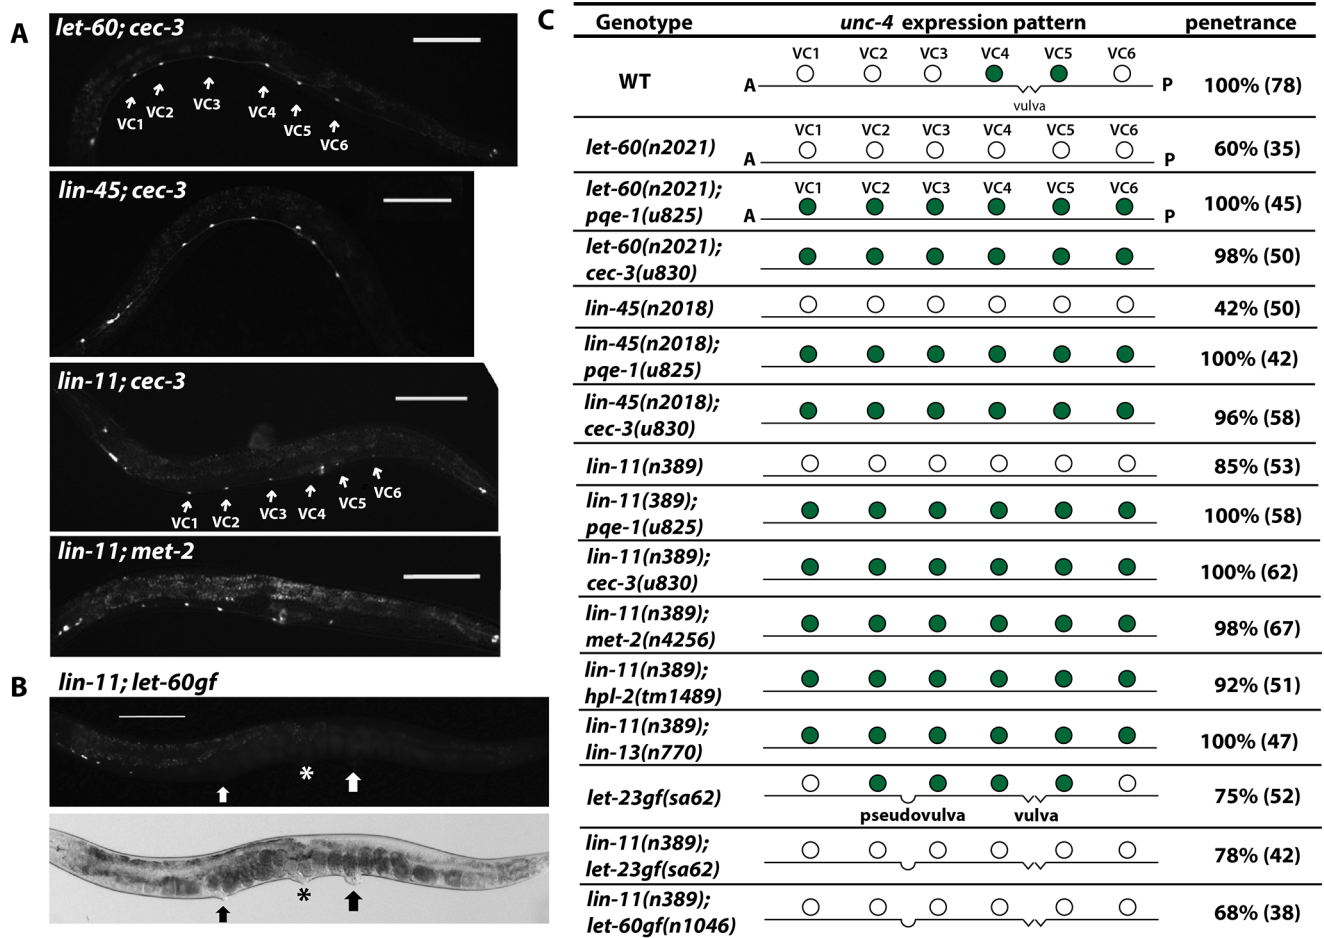 A
let-60; cec-3
VC1
VC2
VC3
VC4
VC5
VC6
lin-45; cec-3
lin-11; cec-3
VC1
VC2
VC3
VC4
VC5
VC6
lin-11; met-2
B
lin-11; let-60gf
*
*
C
Genotype unc-4 expression pattern penetrance
VC1 VC2 VC3 VC4 VC5 VC6
WT A P 100% (78)
vulva
VC1 VC2 VC3 VC4 VC5 VC6
let-60(n2021) A P 60% (35)
let-60(n2021); VC1 VC2 VC3 VC4 VC5 VC6
pqe-1(u825) A P 100% (45)
let-60(n2021);
cec-3(u830) 98% (50)
lin-45(n2018) 42% (50)
lin-45(n2018);
pqe-1(u825) 100% (42)
lin-45(n2018);
cec-3(u830) 96% (58)
lin-11(n389) 85% (53)
lin-11(389);
pqe-1(u825) 100% (58)
lin-11(n389);
cec-3(u830) 100% (62)
lin-11(n389);
met-2(n4256) 98% (67)
lin-11(n389);
hpl-2(tm1489) 92% (51)
lin-11(n389);
lin-13(n770) 100% (47)
let-23gf(sa62) 75% (52)
pseudovulva vulva
lin-11(n389);
let-23gf(sa62) 78% (42)
lin-11(n389);
let-60gf(n1046) 68% (38)